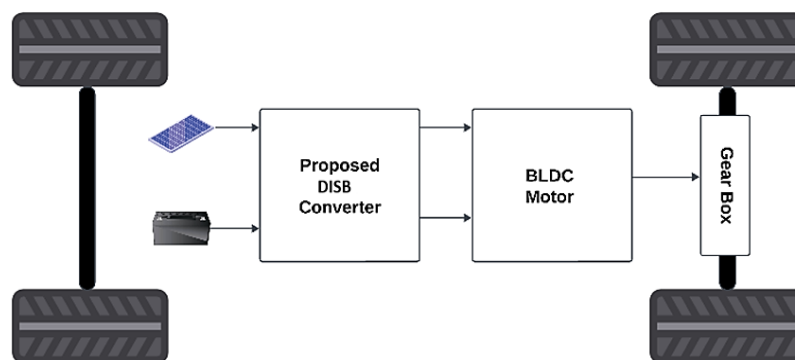 Proposed
DISB
Converter
BLDC
Motor
Gear Box